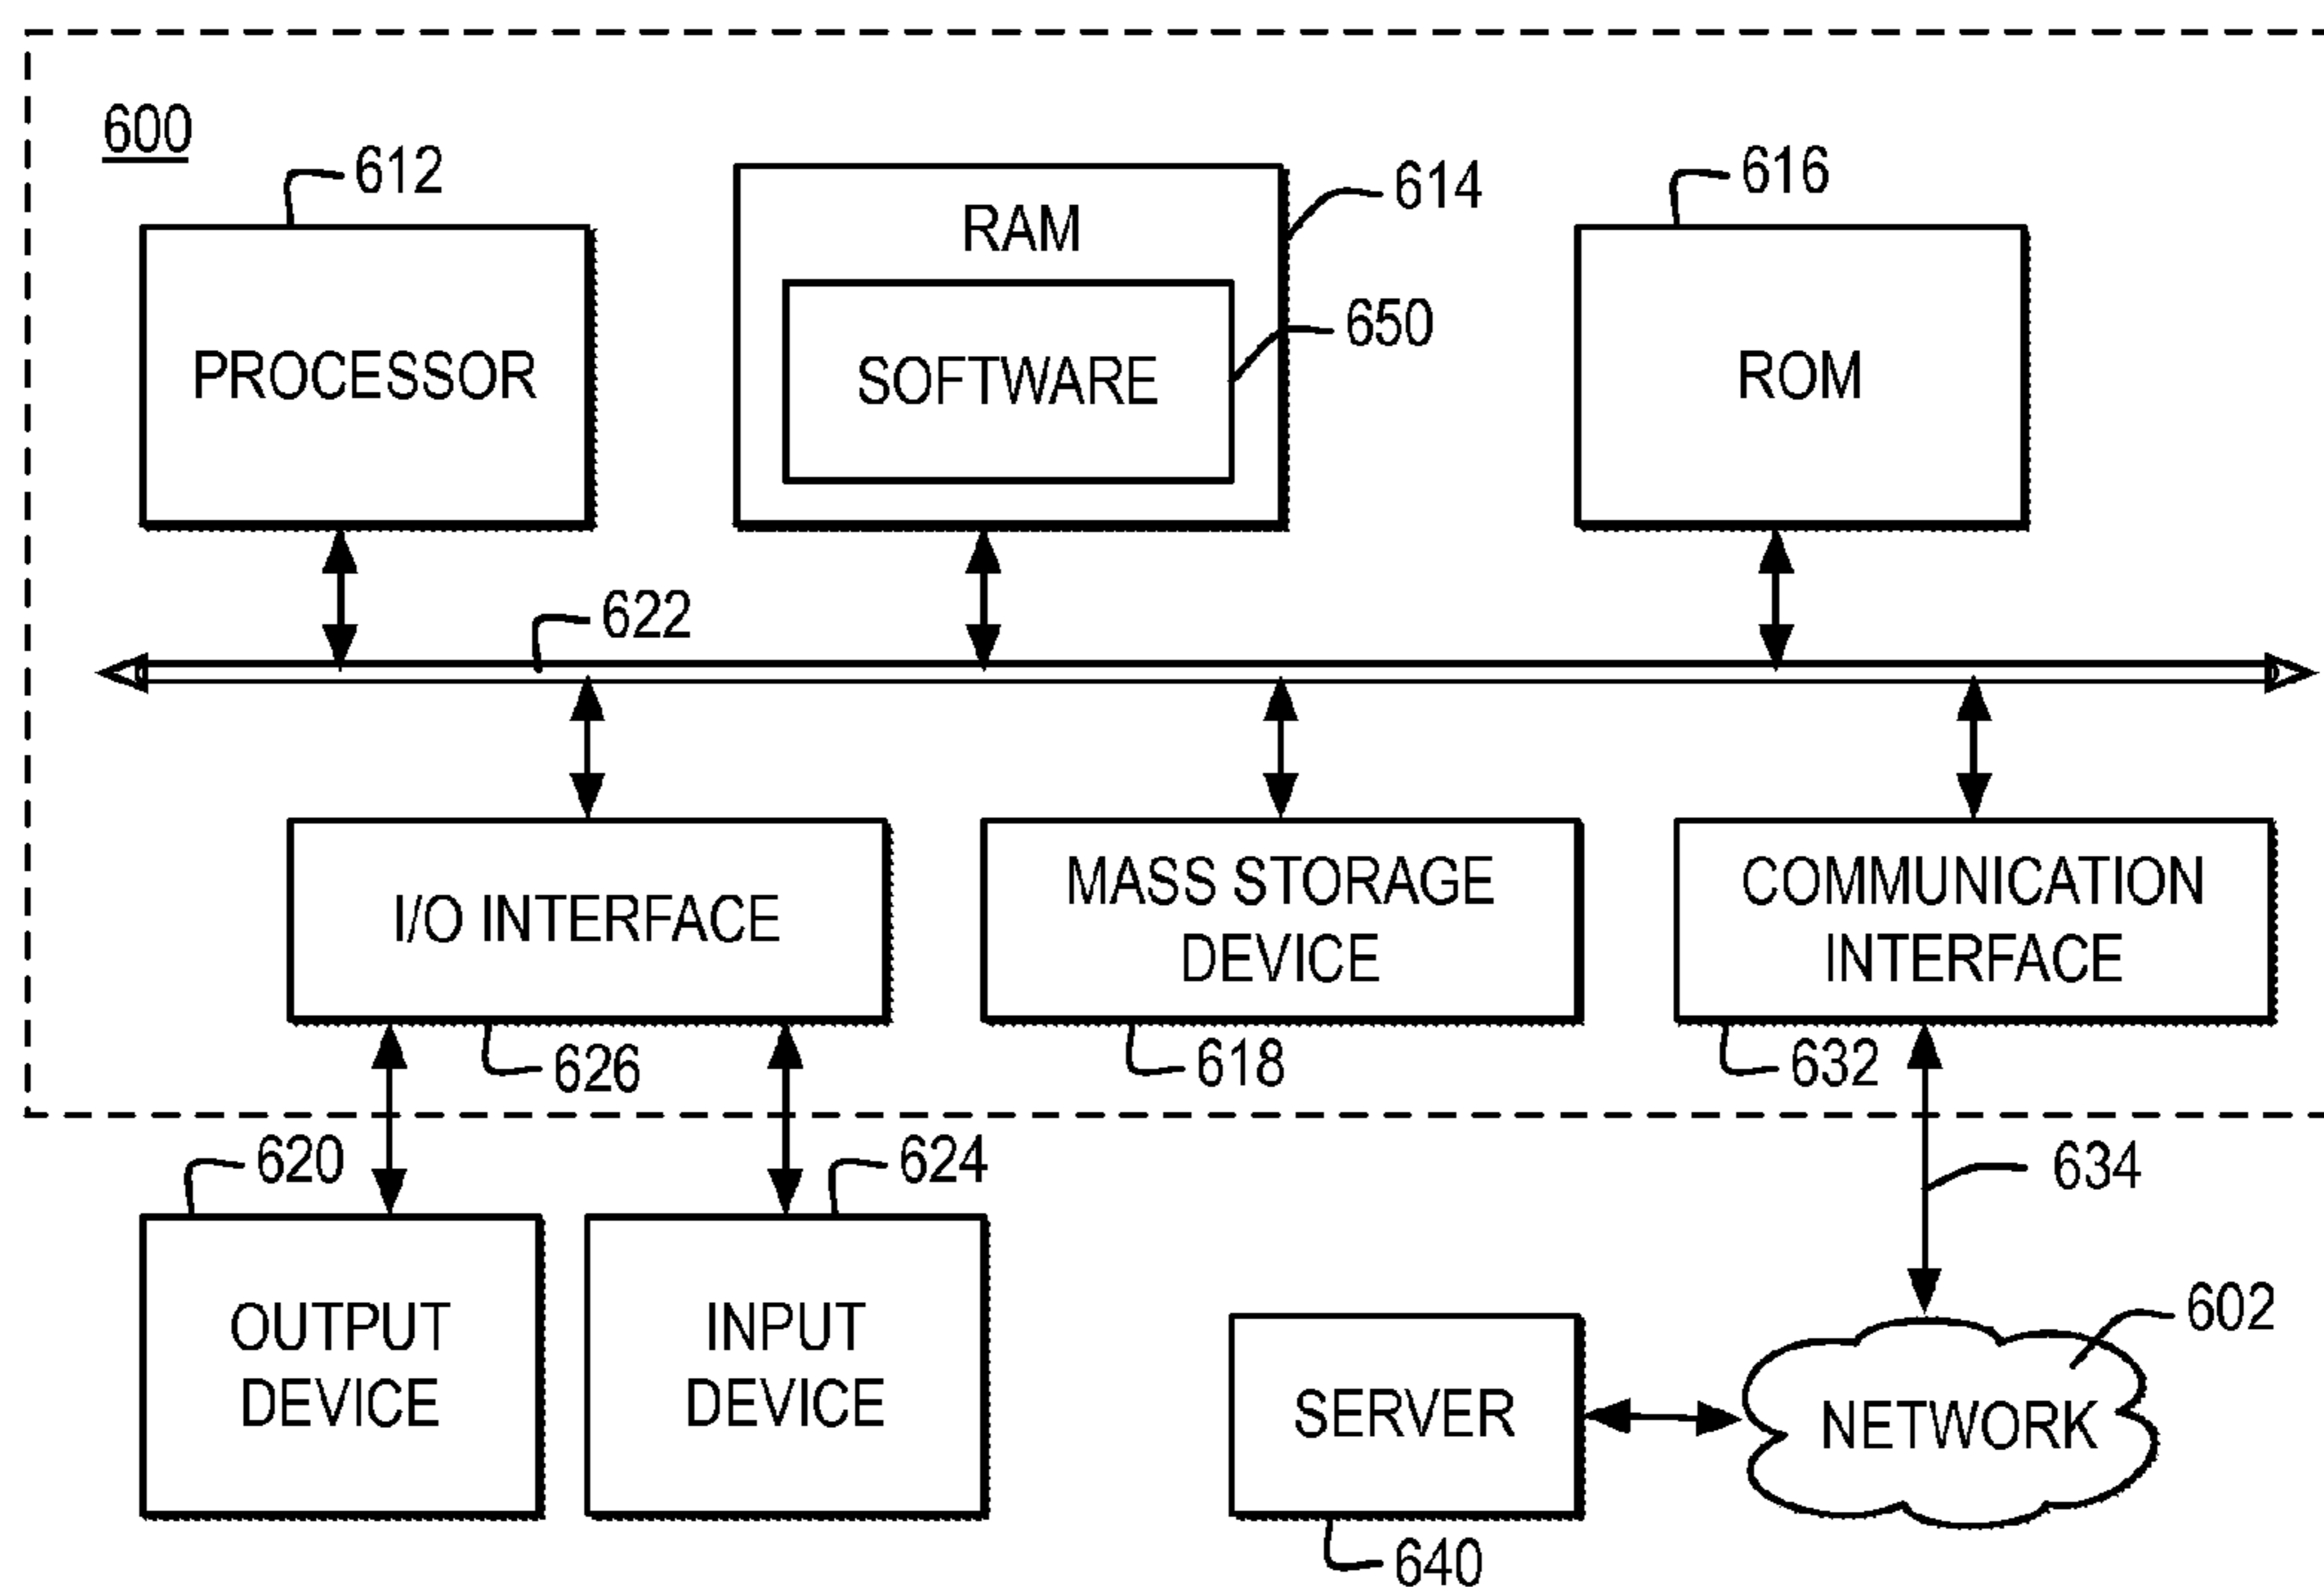 600
612
614
616
RAM
650
PROCESSOR
SOFTWARE
ROM
622
I/O INTERFACE
MASS STORAGE
DEVICE
COMMUNICATION
INTERFACE
626
618
632
620
624
634
OUTPUT
DEVICE
INPUT
DEVICE
602
SERVER
NETWORK
640